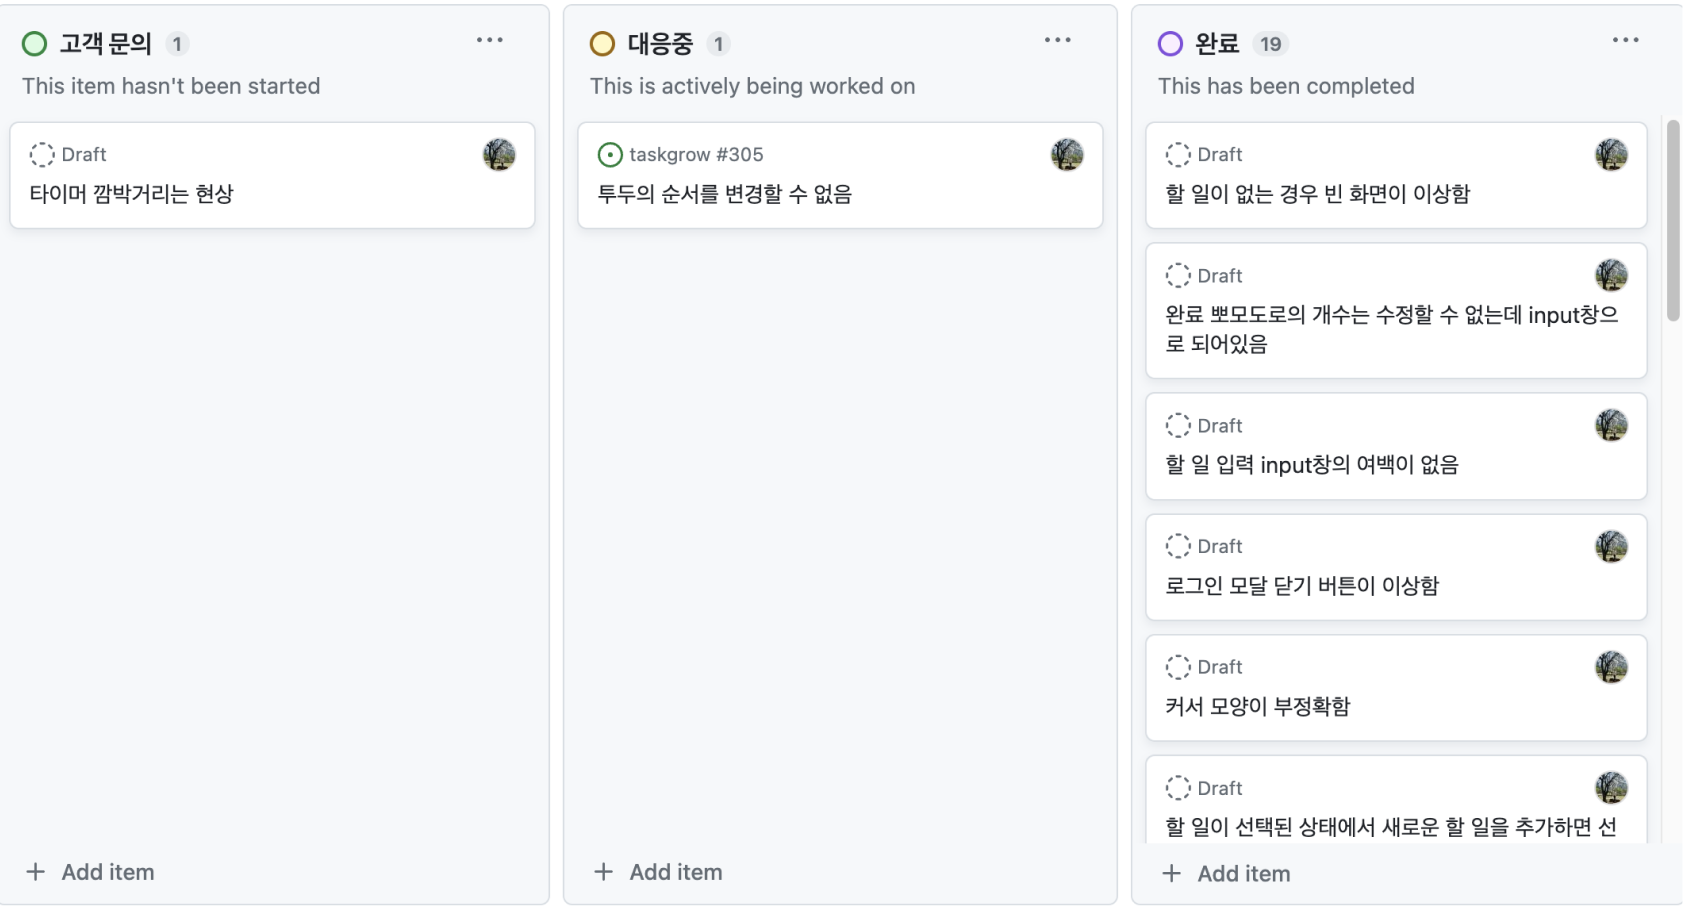 고객 문의 1
This item hasn't been started
Draft
타이머 깜박거리는 현상
+ Add item
대응중 1
This is actively being worked on
taskgrow #305
투두의 순서를 변경할 수 없음
+ Add item
완료 19
This has been completed
Draft
할 일이 없는 경우 빈 화면이 이상함
Draft
완료 뽀모도로의 개수는 수정할 수 없는데 input창으
로 되어있음
Draft
할 일 입력 input창의 여백이 없음
Draft
로그인 모달 닫기 버튼이 이상함
Draft
커서 모양이 부정확함
Draft
할 일이 선택된 상태에서 새로운 할 일을 추가하면 선
+ Add item